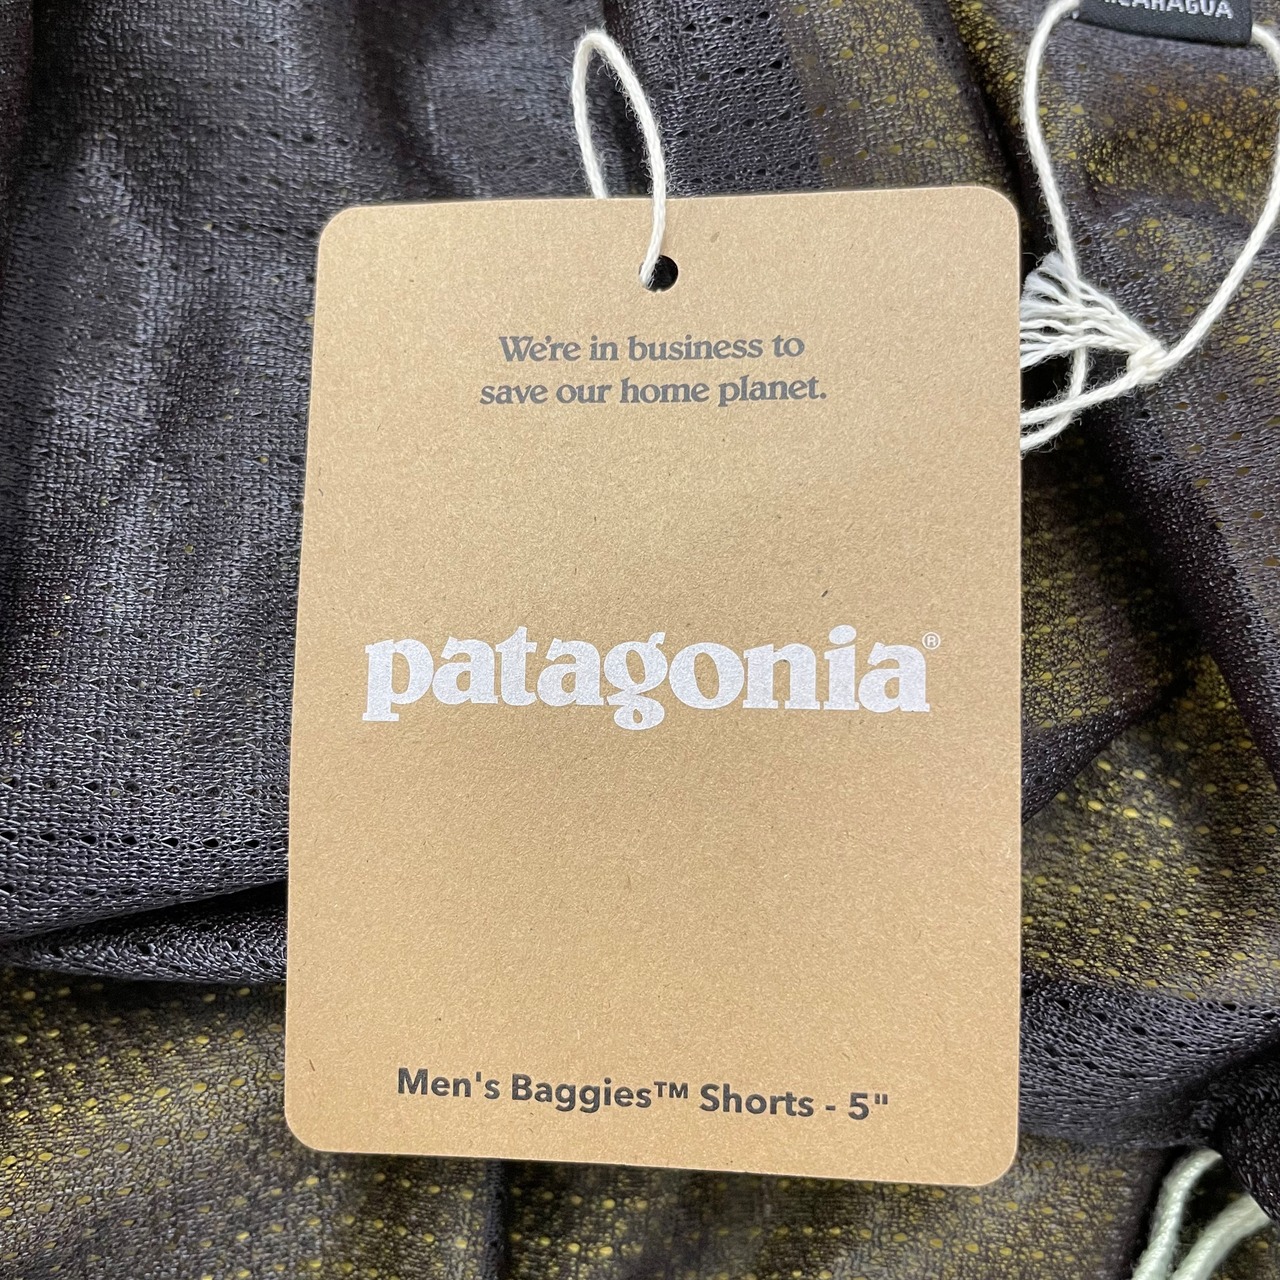 We're in business to
save our home planet.
patagonia®
Men's Baggies™ Shorts - 5"